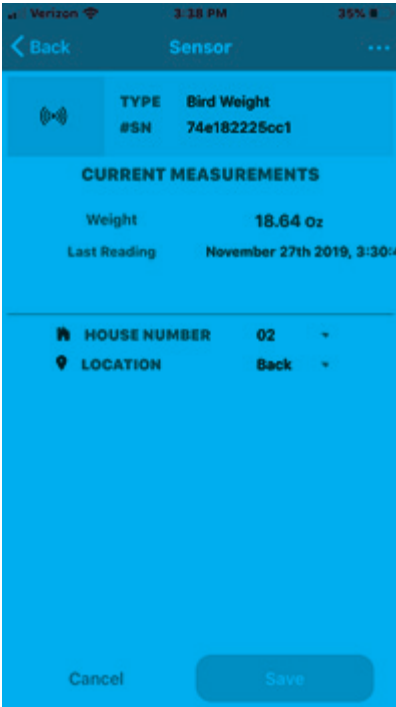 Verizon 3:38 PM 35%
Back Sensor ...
TYPE Bird Weight
#SN 74e182225cc1
CURRENT MEASUREMENTS
Weight 18.64 oz
Last Reading November 27th 2019, 3:30:4
HOUSE NUMBER 02
LOCATION Back
Cancel Save